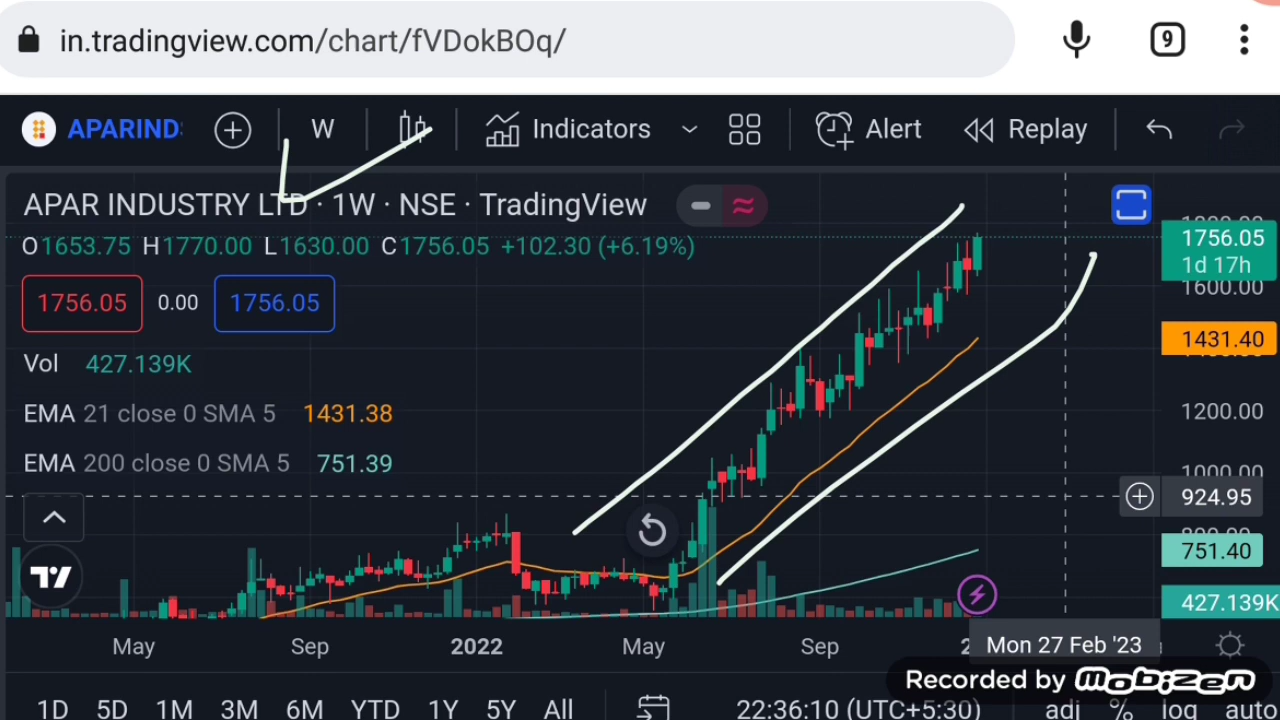 in.tradingview.com/chart/fVDokBOq/
9
APARIND
W
Indicators
Alert
Replay
APAR INDUSTRY LTD · 1W · NSE · TradingView
O1653.75 H1770.00 L1630.00 C1756.05 +102.30 (+6.19%)
1756.05 0.00 1756.05
Vol 427.139K
EMA 21 close 0 SMA 5 1431.38
EMA 200 close 0 SMA 5 751.39
1756.05
1d 17h
1600.00
1431.40
1200.00
1000.00
924.95
751.40
427.139K
May Sep 2022 May Sep
Mon 27 Feb '23
Recorded by mobizen
1D 5D 1M 3M 6M YTD 1Y 5Y All 22:36:10 (UTC+5:30) adj % log auto